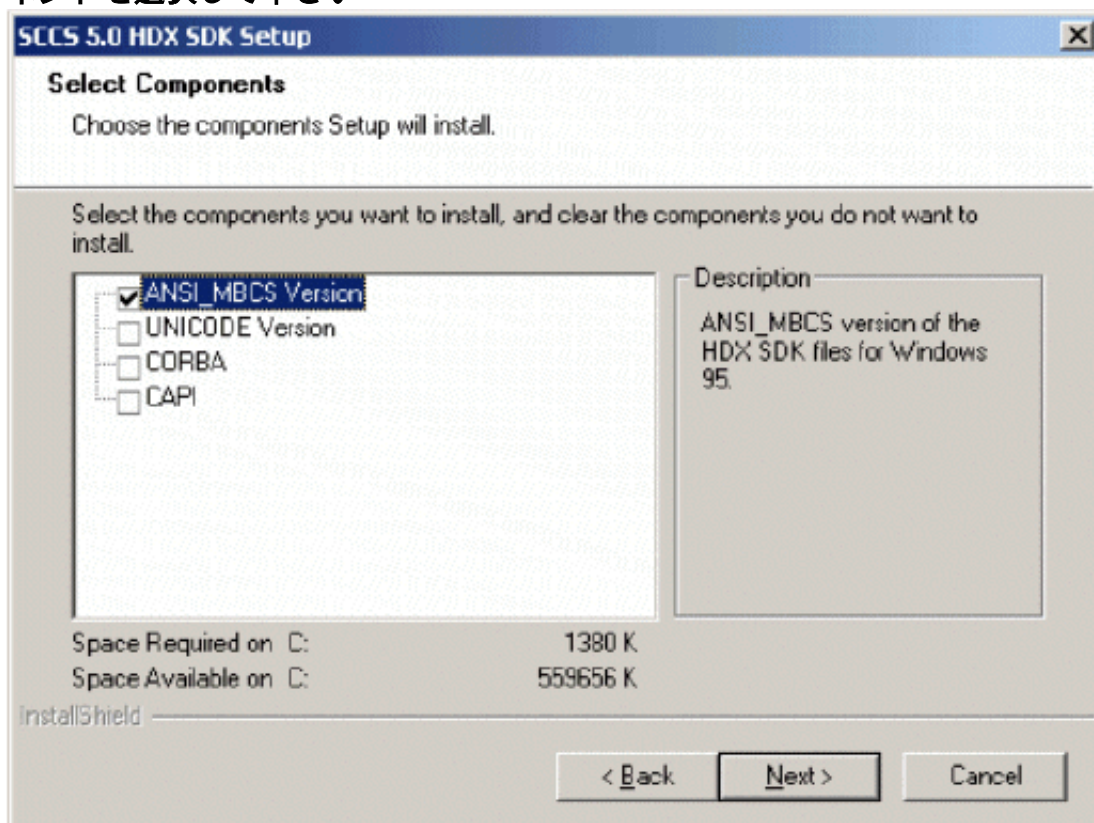 SCCS 5.0 HDX SDK Setup
Select Components
Choose the components Setup will install.
Select the components you want to install, and clear the components you do not want to
install.
ANSI_MBCS Version
UNICODE Version
CORBA
CAPI
Description
ANSI_MBCS version of the
HDX SDK files for Windows
95.
Space Required on C: 1380 K
Space Available on C: 559656 K
InstallShield
< Back
Next >
Cancel